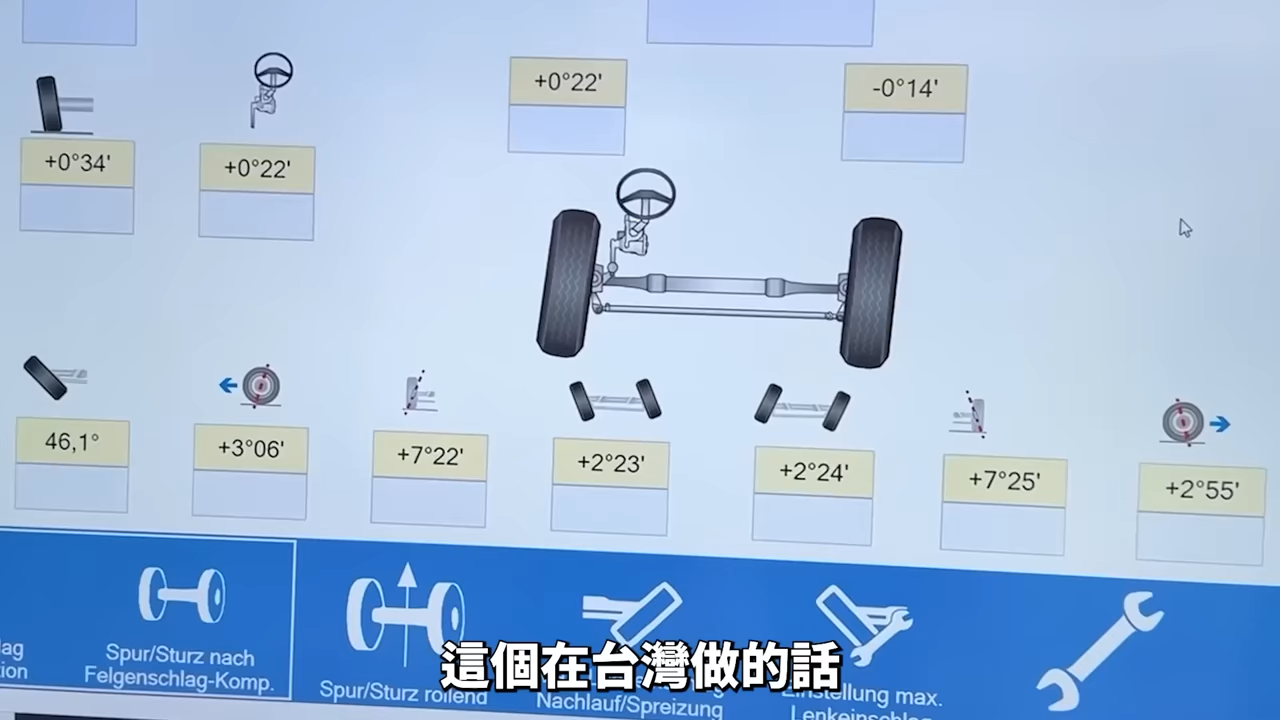 +0°22'
-0°14'
+0°34'
+0°22'
46,1°
+3°06'
+7°22'
+2°23'
+2°24'
+7°25'
+2°55'
Spur/Sturz nach
Felgenschlag-Komp.
Spur/Sturz rollend
Nachlauf/Spreizung
Einstellung max.
Lenkeinschlag
這個在台灣做的話